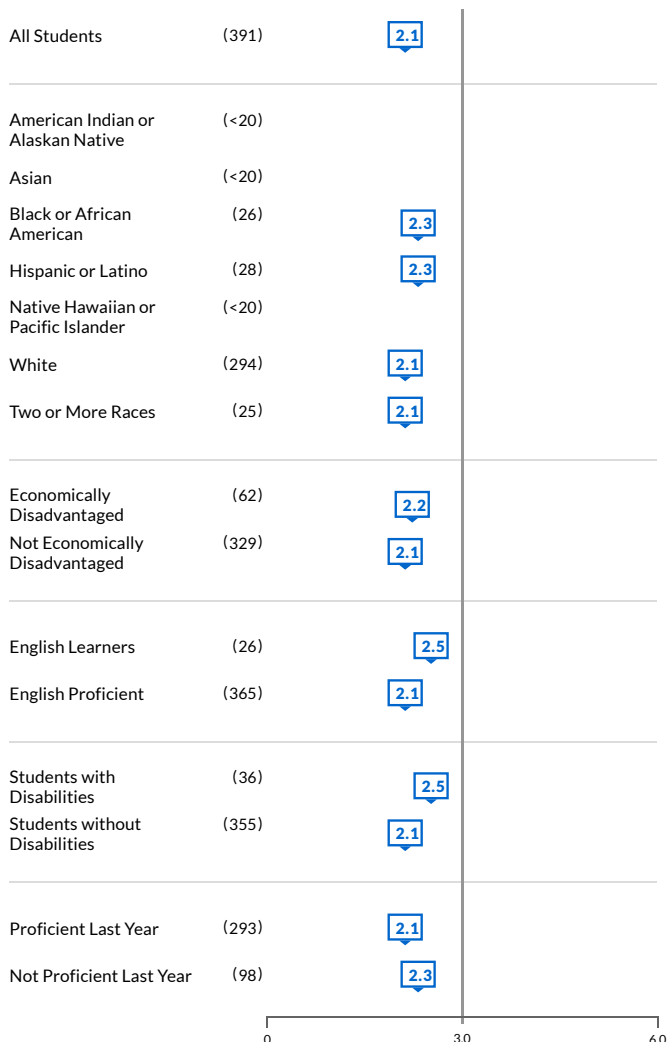 All Students (391) 2.1
American Indian or (<20)
Alaskan Native
Asian (<20)
Black or African (26) 2.3
American
Hispanic or Latino (28) 2.3
Native Hawaiian or (<20)
Pacific Islander
White (294) 2.1
Two or More Races (25) 2.1
Economically (62) 2.2
Disadvantaged
Not Economically (329) 2.1
Disadvantaged
English Learners (26) 2.5
English Proficient (365) 2.1
Students with (36) 2.5
Disabilities
Students without (355) 2.1
Disabilities
Proficient Last Year (293) 2.1
Not Proficient Last Year (98) 2.3
0 3.0 6.0